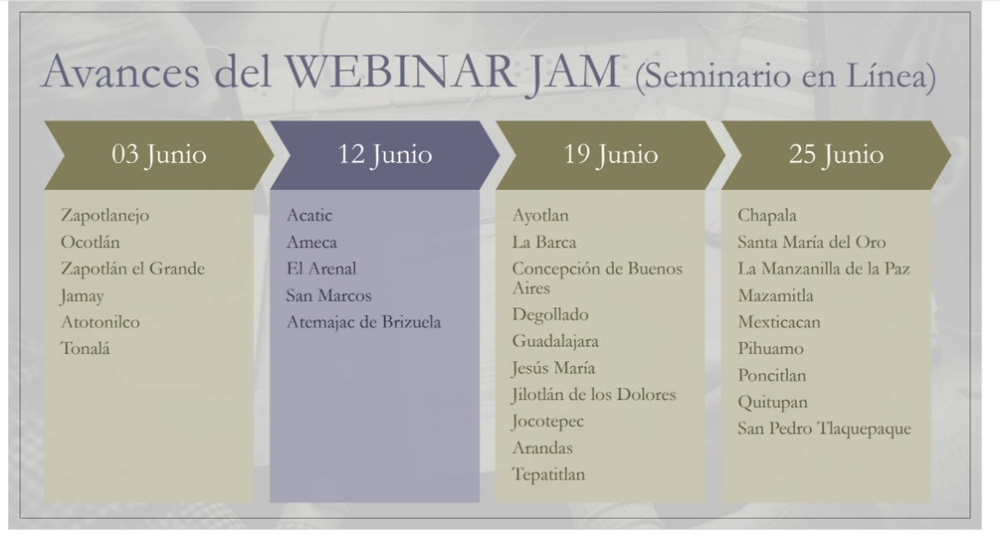 Avances del WEBINAR JAM (Seminario en Línea)
03 Junio
Zapotlanejo
Ocotlán
Zapotlán el Grande
Jamay
Atotonilco
Tonalá
12 Junio
Acatic
Ameca
El Arenal
San Marcos
Atemajac de Brizuela
19 Junio
Ayotlan
La Barca
Concepción de Buenos
Aires
Degollado
Guadalajara
Jesús María
Jilotlán de los Dolores
Jocotepec
Arandas
Tepatitlan
25 Junio
Chapala
Santa María del Oro
La Manzanilla de la Paz
Mazamitla
Mexticacan
Pihuamo
Poncitlan
Quitupan
San Pedro Tlaquepaque